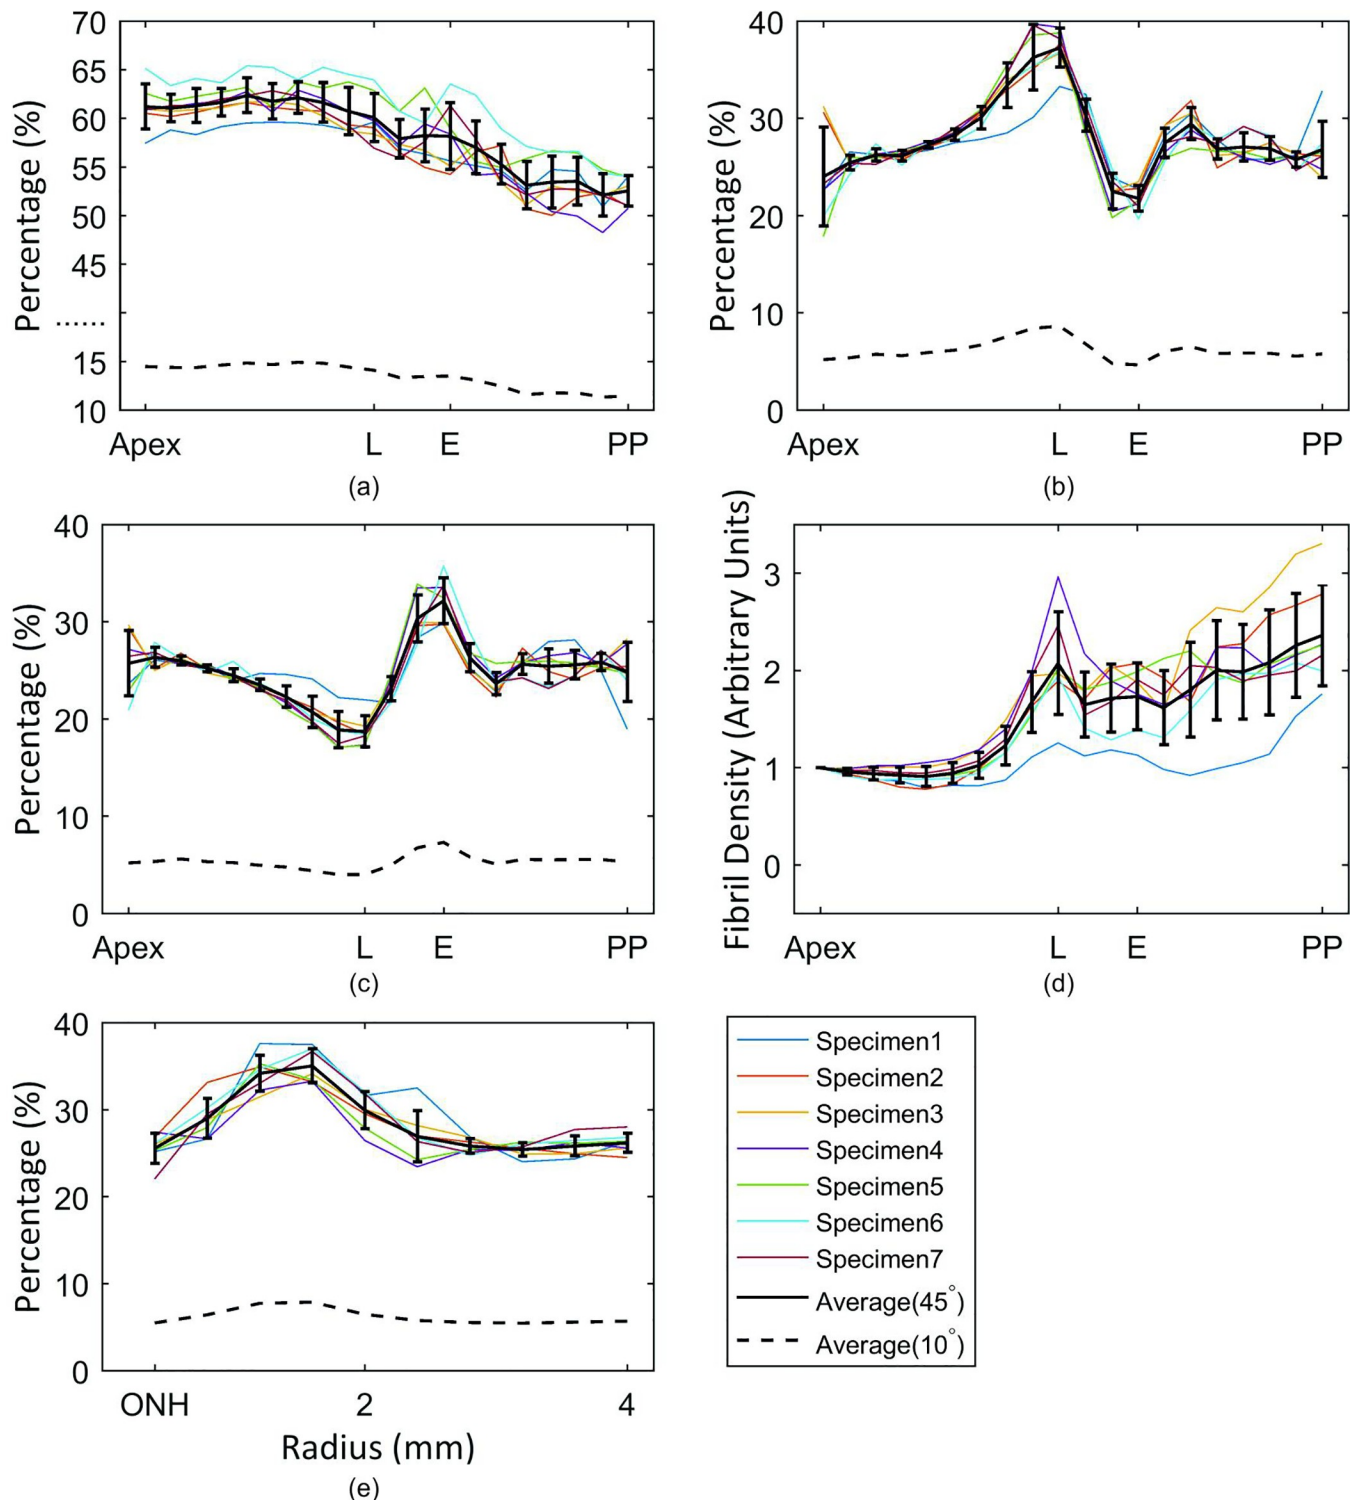 Percentage (%)
70
65
60
55
50
45
......
15
10
Apex L E PP
(a)
Percentage (%)
40
30
20
10
0
Apex L E PP
(b)
Percentage (%)
40
30
20
10
0
Apex L E PP
(c)
Fibril Density (Arbitrary Units)
3
2
1
0
Apex L E PP
(d)
Percentage (%)
40
30
20
10
0
ONH 2 4
Radius (mm)
(e)
Specimen1
Specimen2
Specimen3
Specimen4
Specimen5
Specimen6
Specimen7
Average(45°)
Average(10°)